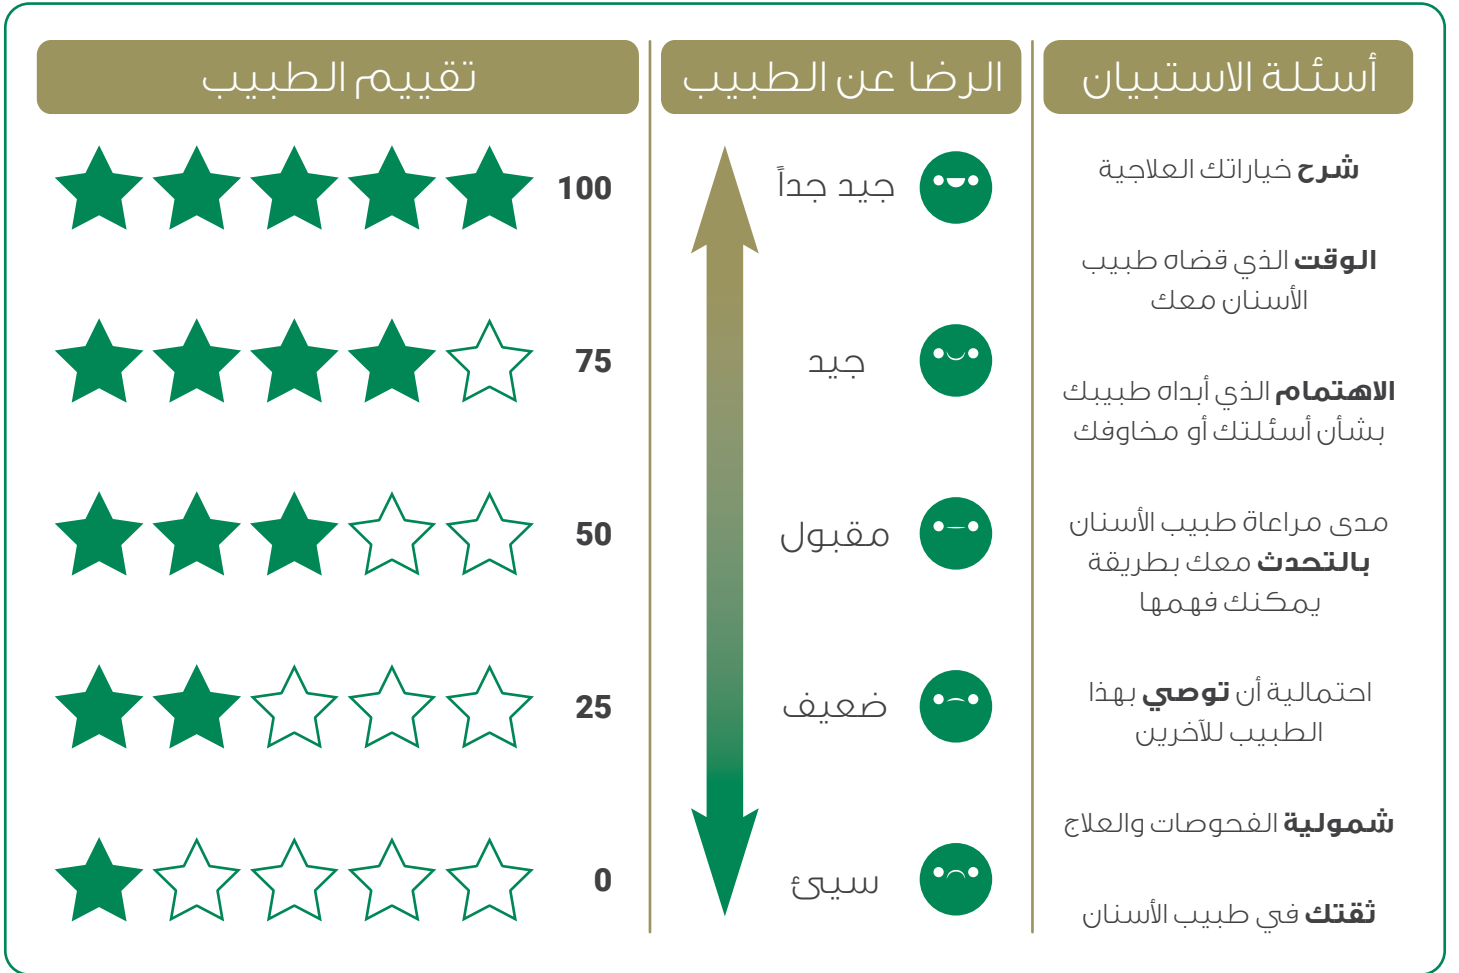 أسئلة الاستبيان
شرح خياراتك العلاجية
الوقت الذي قضاه طبيب
الأسنان معك
الاهتمام الذي أبداه طبيبك
بشأن أسئلتك أو مخاوفك
مدى مراعاة طبيب الأسنان
بالتحدث معك بطريقة
يمكنك فهمها
احتمالية أن توصي بهذا
الطبيب للآخرين
شمولية الفحوصات والعلاج
ثقتك في طبيب الأسنان
الرضا عن الطبيب
جيد جداً
جيد
مقبول
ضعيف
سيئ
تقييم الطبيب
100
75
50
25
0